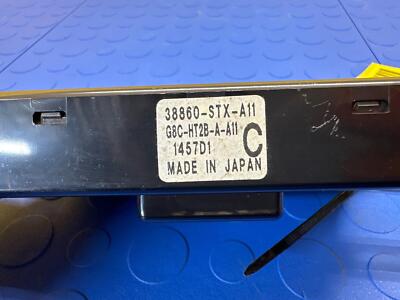 38860-STX-A11
G8C-HT2B-A-A11 C
1457D1
MADE IN JAPAN